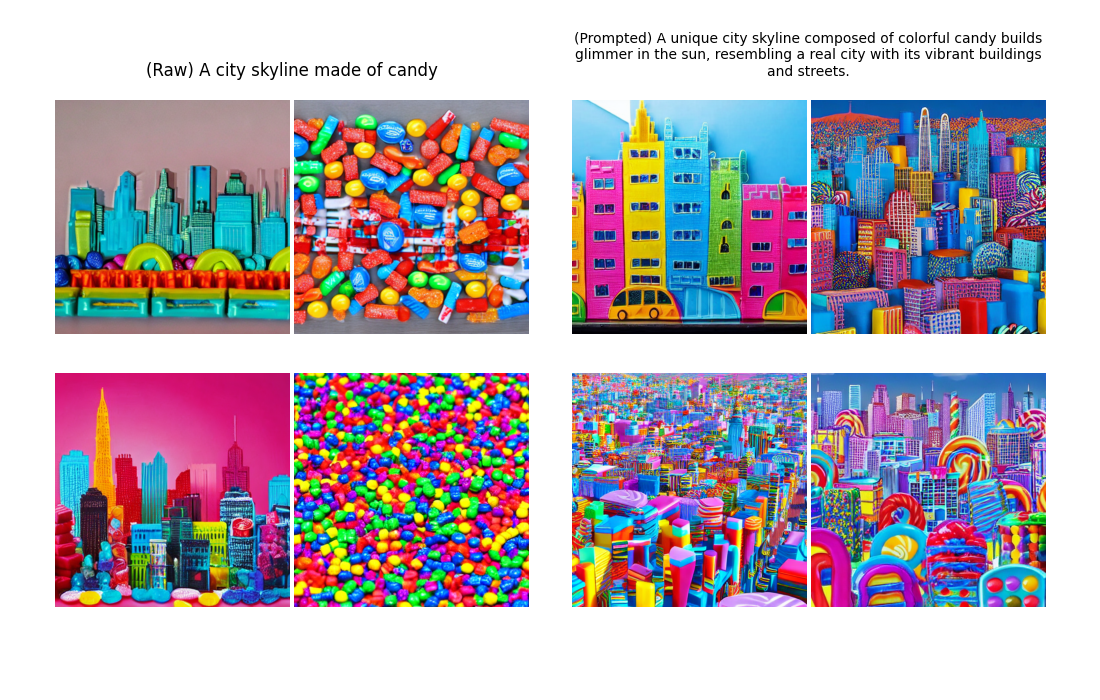 (Raw) A city skyline made of candy
(Prompted) A unique city skyline composed of colorful candy builds
glimmer in the sun, resembling a real city with its vibrant buildings
and streets.